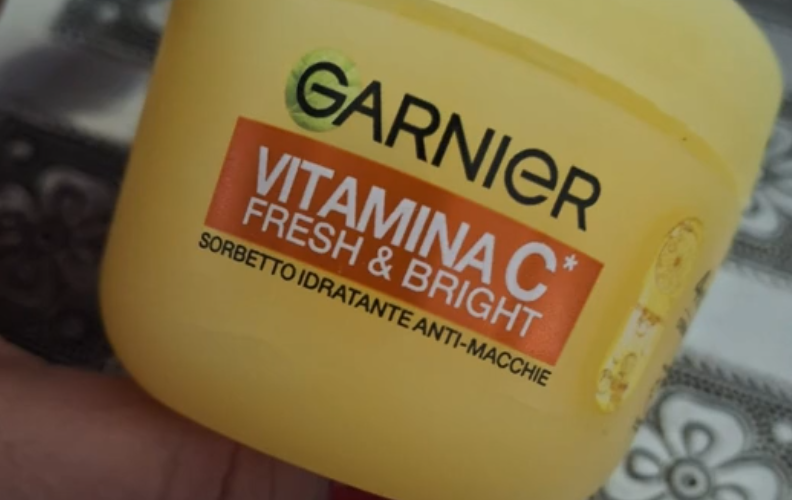 GARNIER
VITAMINA C*
FRESH & BRIGHT
SORBETTO IDRATANTE ANTI-MACCHIE